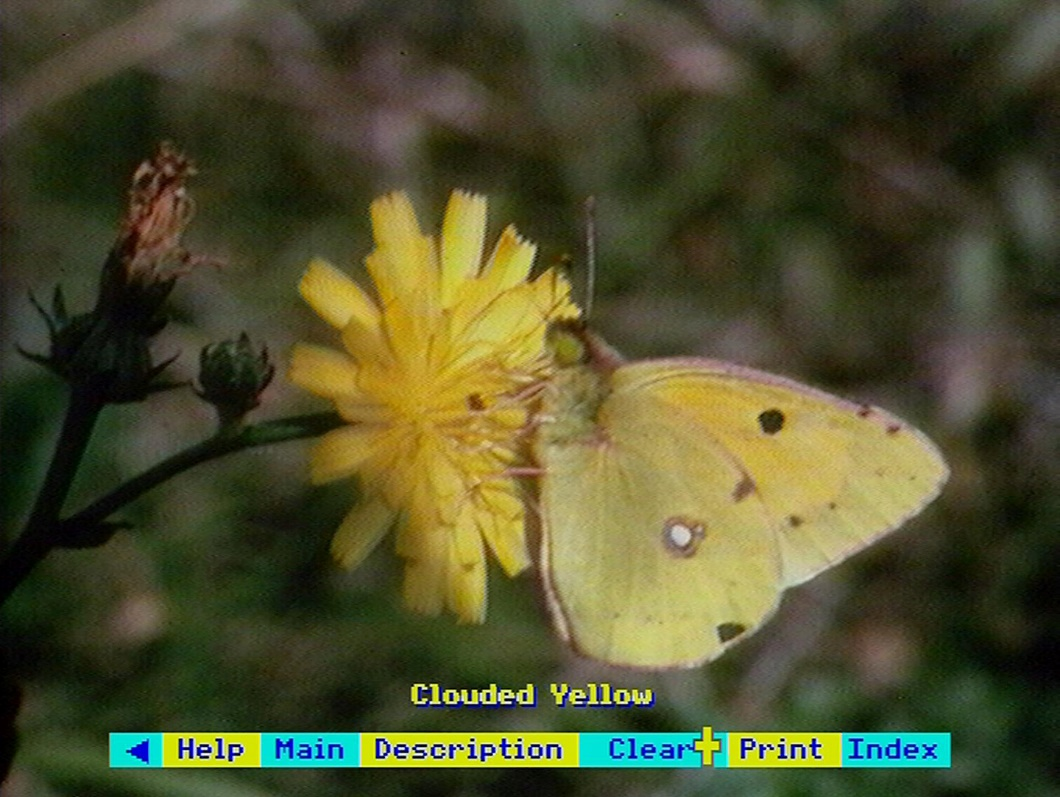 Clouded Yellow
Help Main Description Clear Print Index